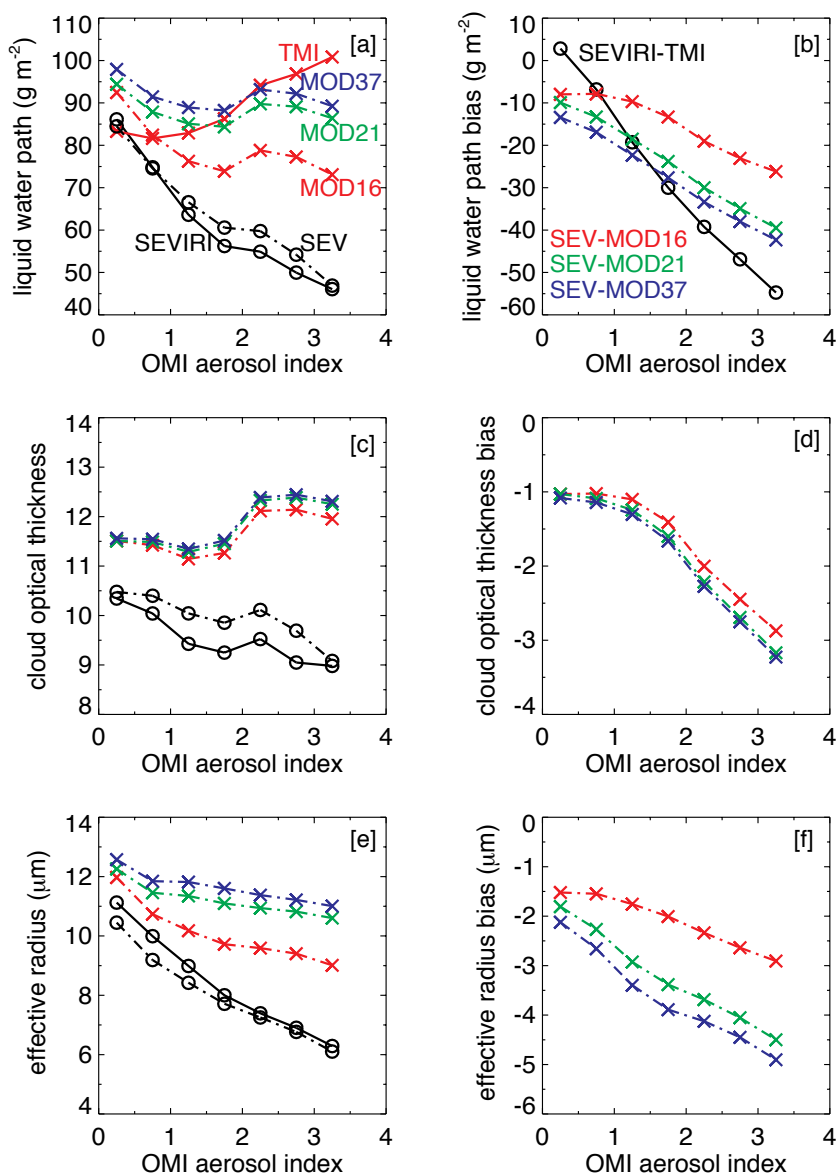 110
100
90
80
70
60
50
40
liquid water path (g m-2)
[a]
TMI
MOD37
MOD21
MOD16
SEVIRI
SEV
0 1 2 3 4
OMI aerosol index
10
0
-10
-20
-30
-40
-50
-60
liquid water path bias (g m-2)
[b]
SEVIRI-TMI
SEV-MOD16
SEV-MOD21
SEV-MOD37
0 1 2 3 4
OMI aerosol index
14
13
12
11
10
9
8
cloud optical thickness
[c]
0 1 2 3 4
OMI aerosol index
0
-1
-2
-3
-4
cloud optical thickness bias
[d]
0 1 2 3 4
OMI aerosol index
14
12
10
8
6
4
effective radius (μm)
[e]
0 1 2 3 4
OMI aerosol index
0
-1
-2
-3
-4
-5
-6
effective radius bias (μm)
[f]
0 1 2 3 4
OMI aerosol index